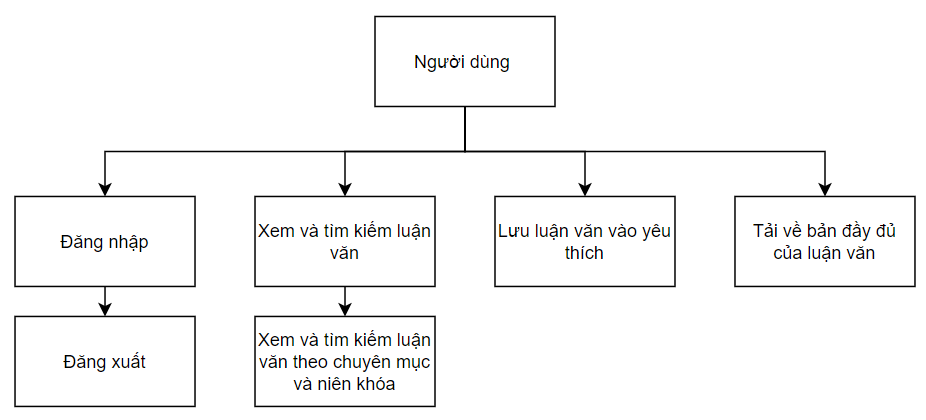 Người dùng
Đăng nhập
Xem và tìm kiếm luận
văn
Lưu luận văn vào yêu
thích
Tải về bản đầy đủ
của luận văn
Đăng xuất
Xem và tìm kiếm luận
văn theo chuyên mục
và niên khóa